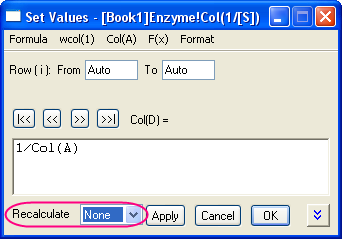 Set Values - [Book1]Enzyme!Col(1/[S])
Formula wcol(1) Col(A) F(x) Format
Row ( i ): From Auto To Auto
|<< << >> >>| Col(D) =
1/Col(A)
Recalculate None Apply Cancel OK